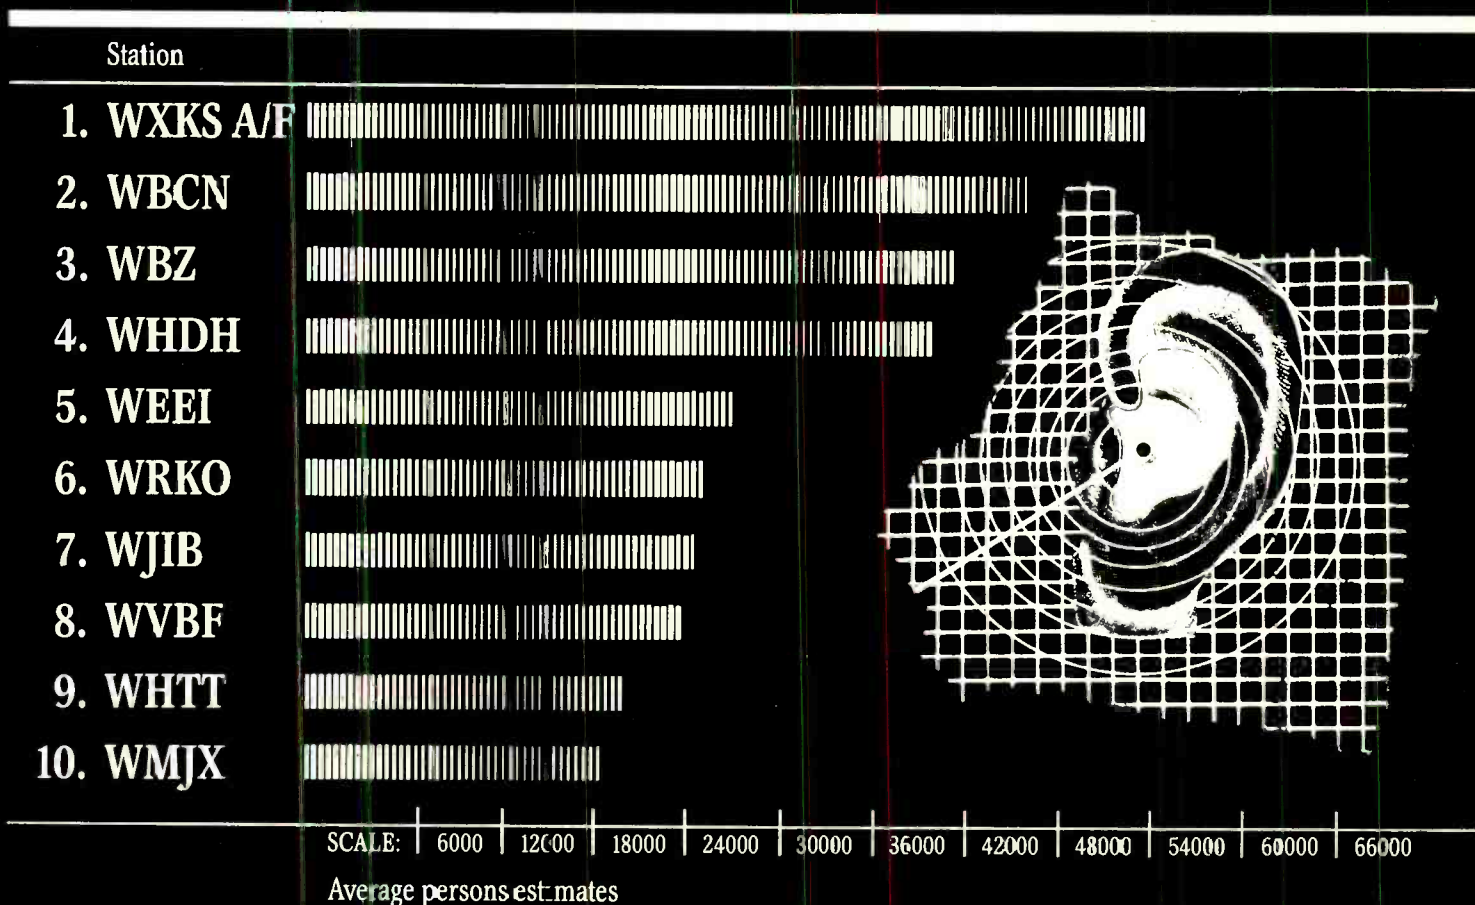 Station
1. WXKS A/F
2. WBCN
3. WBZ
4. WHDH
5. WEEI
6. WRKO
7. WJIB
8. WVBF
9. WHTT
10. WMJX
SCALE: 6000 12000 18000 24000 30000 36000 42000 48000 54000 60000 66000
Average persons estimates